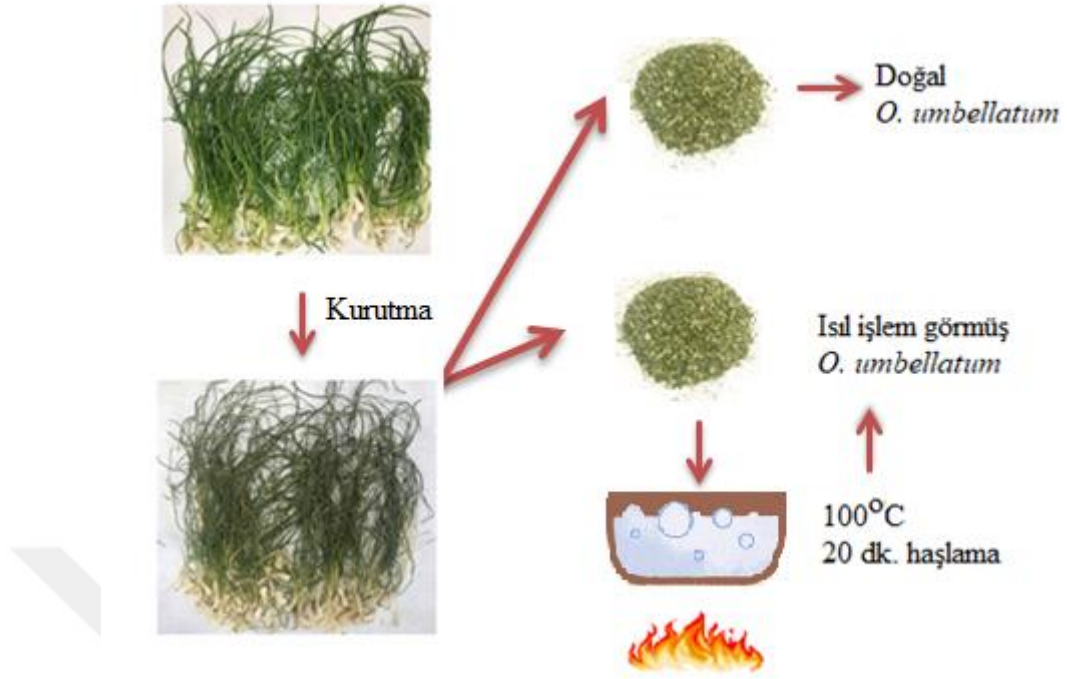 Doğal
O. umbellatum
Kurutma
Isıl işlem görmüş
O. umbellatum
100°C
20 dk. haşlama